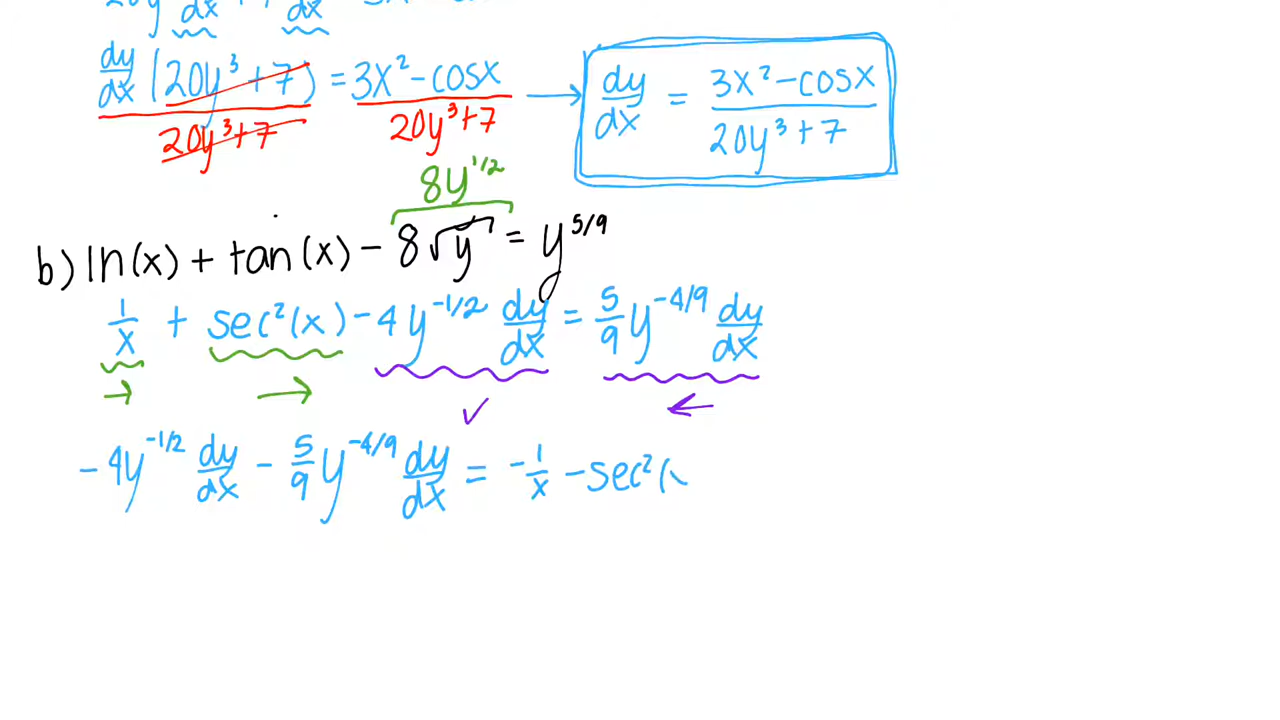 dy/dx (20y³ + 7) / 20y³ + 7 = 3x² - cosx / 20y³ + 7 → dy/dx = 3x² - cosx / 20y³ + 7
8y^1/2
b) ln(x) + tan(x) - 8√y = y^5/9
1/x + sec²(x) - 4y^-1/2 dy/dx = 5/9 y^-4/9 dy/dx
- 4y^-1/2 dy/dx - 5/9 y^-4/9 dy/dx = - 1/x - sec²(